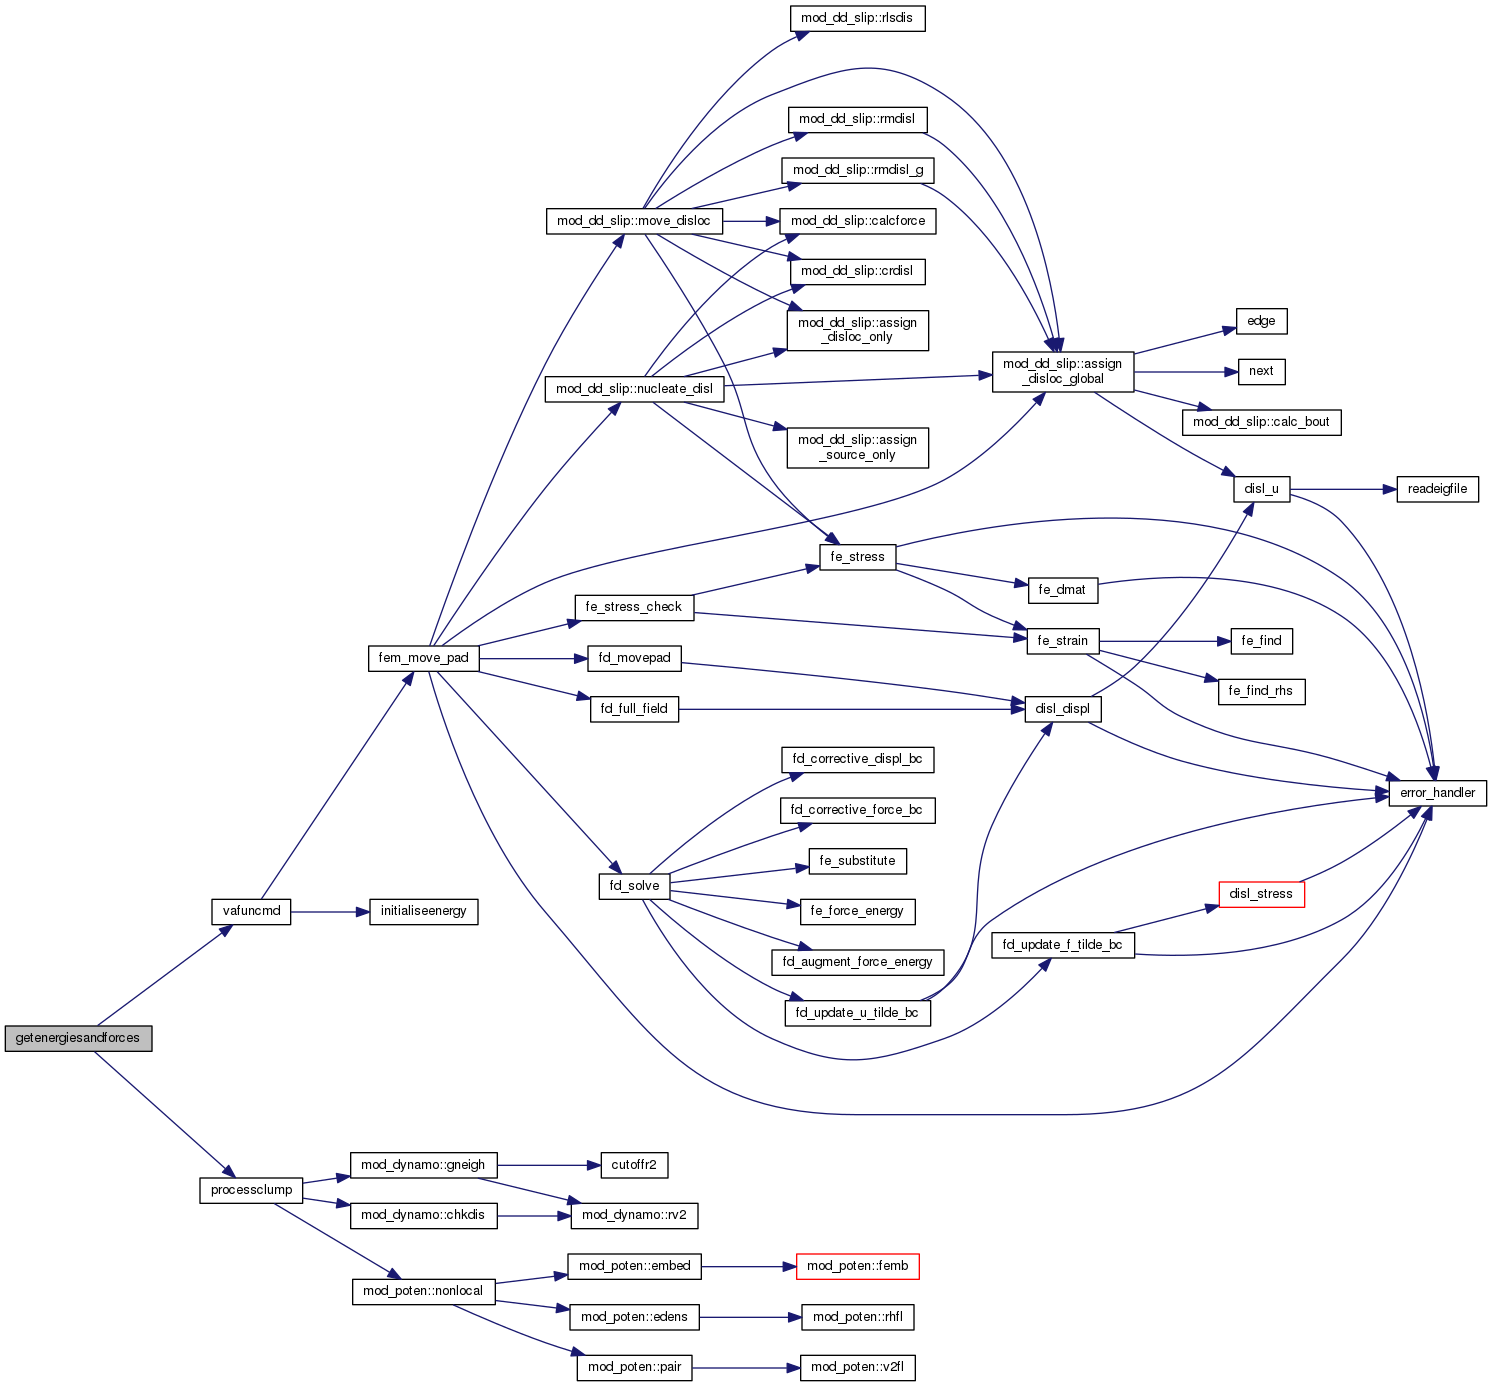 mod_dd_slip::rlsdis
mod_dd_slip::rmdisl
mod_dd_slip::rmdisl_g
mod_dd_slip::move_disloc
mod_dd_slip::calcforce
mod_dd_slip::crdisl
mod_dd_slip::assign
_disloc_only
edge
mod_dd_slip::assign
_disloc_global
next
mod_dd_slip::nucleate_disl
mod_dd_slip::calc_bout
mod_dd_slip::assign
_source_only
disl_u
readeigfile
fe_stress
fe_dmat
fe_stress_check
fe_strain
fe_find
fem_move_pad
fd_movepad
fe_find_rhs
fd_full_field
disl_displ
fd_corrective_displ_bc
error_handler
fd_corrective_force_bc
fe_substitute
fd_solve
disl_stress
vafuncmd
initialiseenergy
fe_force_energy
fd_update_f_tilde_bc
fd_augment_force_energy
fd_update_u_tilde_bc
getenergiesandforces
mod_dynamo::gneigh
cutoffr2
processclump
mod_dynamo::chkdis
mod_dynamo::rv2
mod_poten::embed
mod_poten::femb
mod_poten::nonlocal
mod_poten::edens
mod_poten::rhfl
mod_poten::pair
mod_poten::v2fl